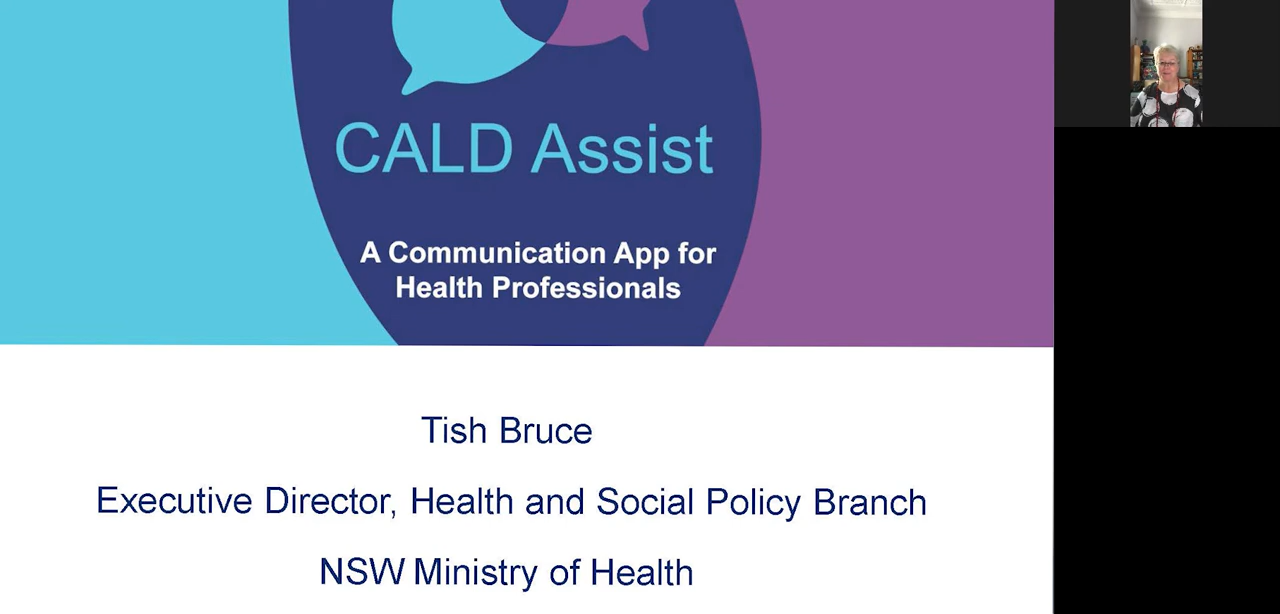 CALD Assist
A Communication App for
Health Professionals
Tish Bruce
Executive Director, Health and Social Policy Branch
NSW Ministry of Health